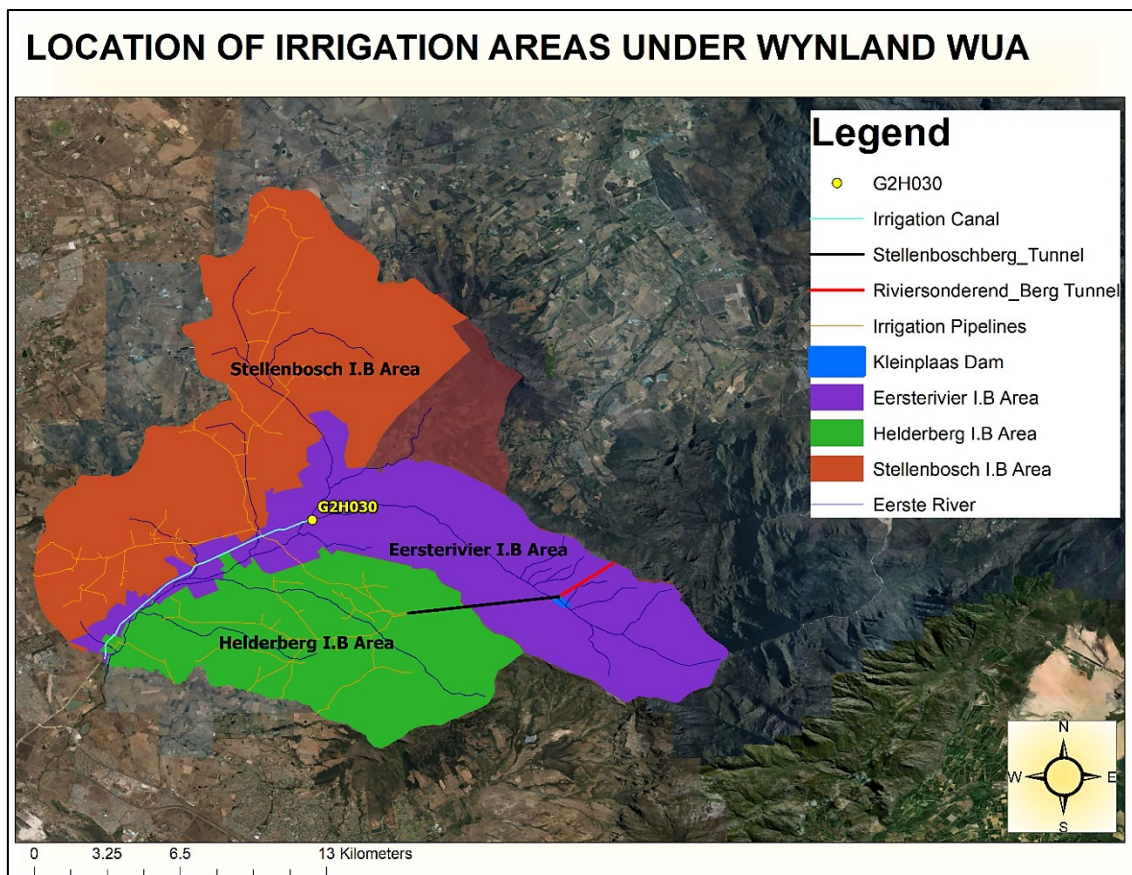 LOCATION OF IRRIGATION AREAS UNDER WYNLAND WUA
Legend
G2H030
Irrigation Canal
Stellenboschberg_Tunnel
Riviersonderend_Berg Tunnel
Irrigation Pipelines
Kleinplaas Dam
Eersterivier I.B Area
Helderberg I.B Area
Stellenbosch I.B Area
Eerste River
Stellenbosch I.B Area
G2H030
Eersterivier I.B Area
Helderberg I.B Area
N
W E
S
0 3.25 6.5 13 Kilometers